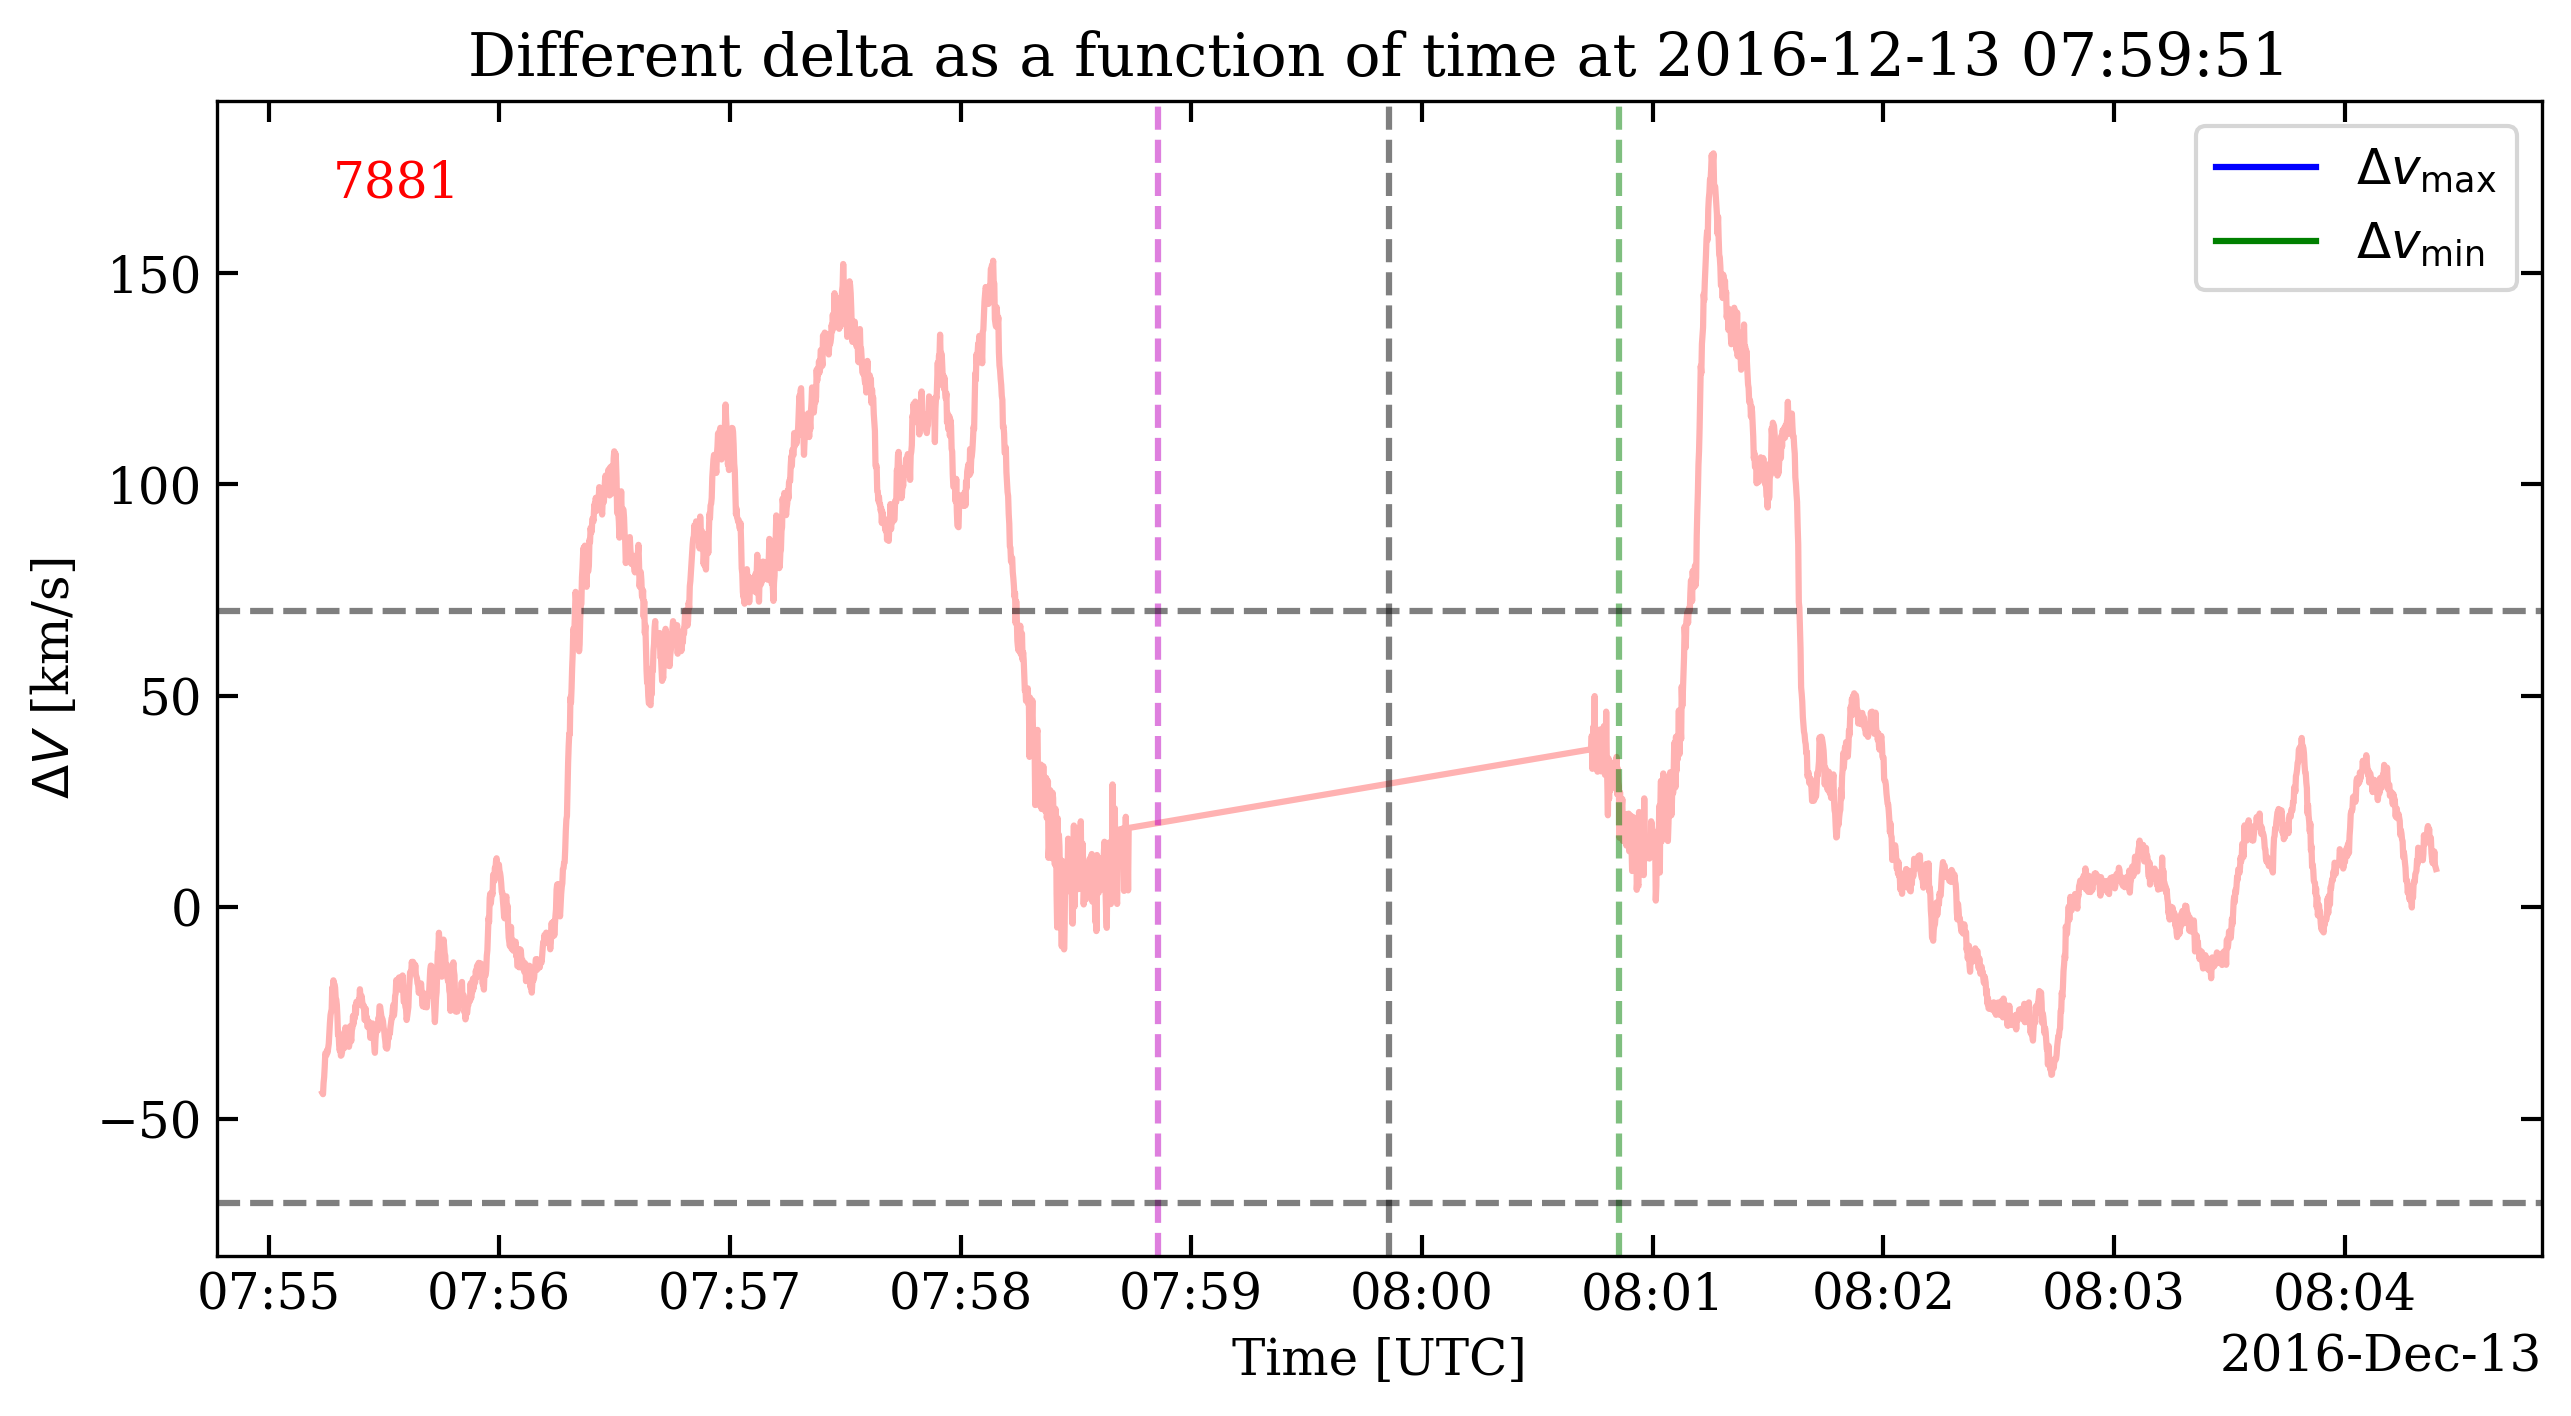 Different delta as a function of time at 2016-12-13 07:59:51
7881
Δv_max
Δv_min
150
100
50
0
−50
ΔV [km/s]
07:55 07:56 07:57 07:58 07:59 08:00 08:01 08:02 08:03 08:04
Time [UTC]
2016-Dec-13